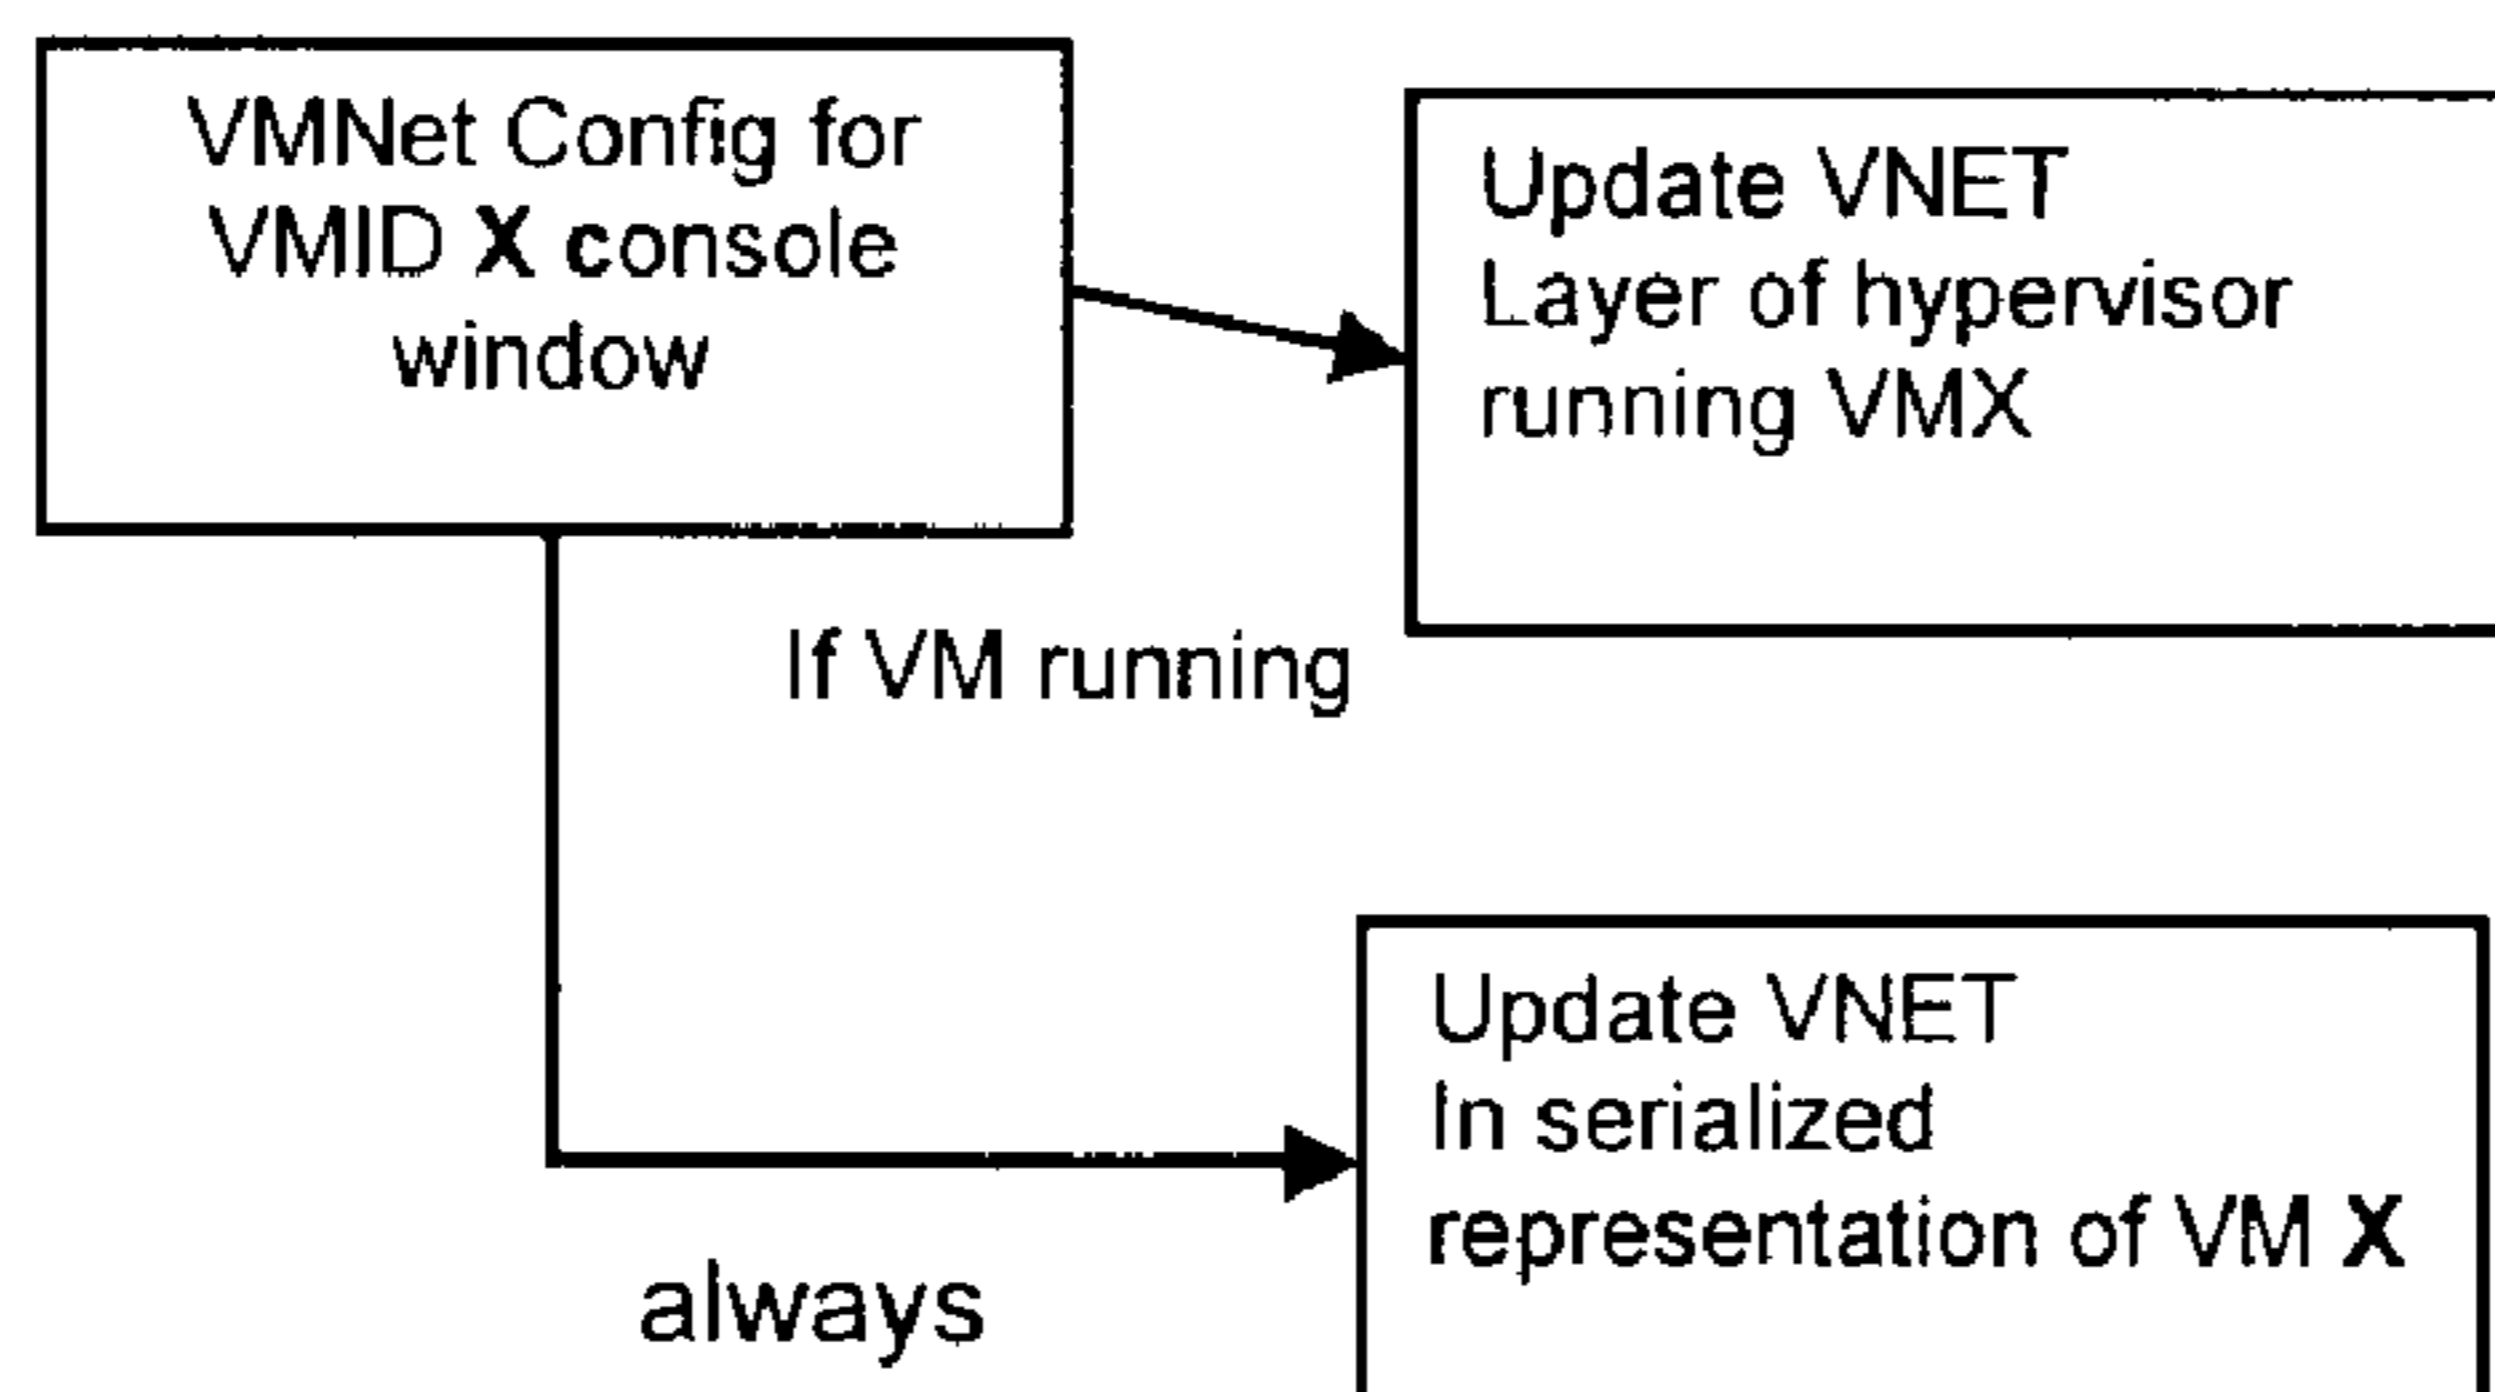 VMNet Config for
VMID X console
window
Update VNET
Layer of hypervisor
running VMX
If VM running
Update VNET
In serialized
representation of VM X
always